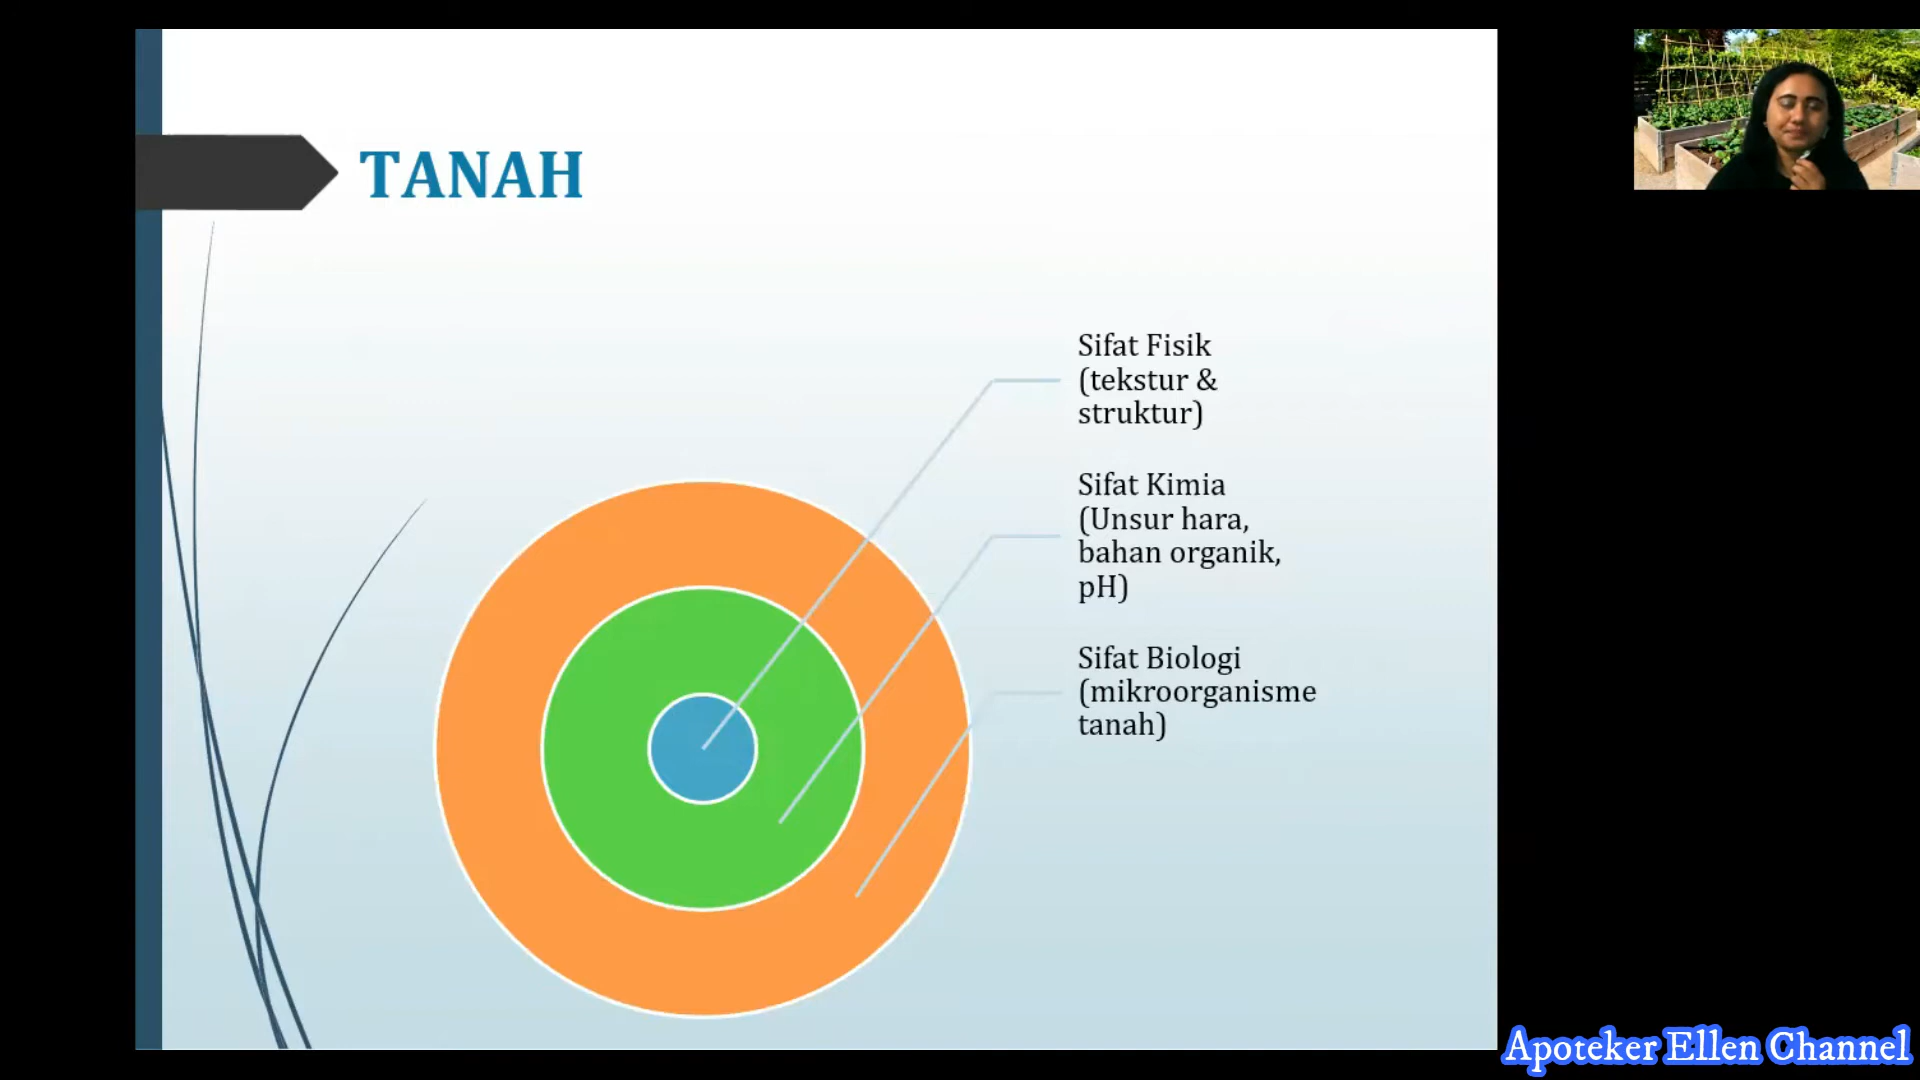 TANAH
Sifat Fisik
(tekstur &
struktur)
Sifat Kimia
(Unsur hara,
bahan organik,
pH)
Sifat Biologi
(mikroorganisme
tanah)
Apoteker Ellen Channel